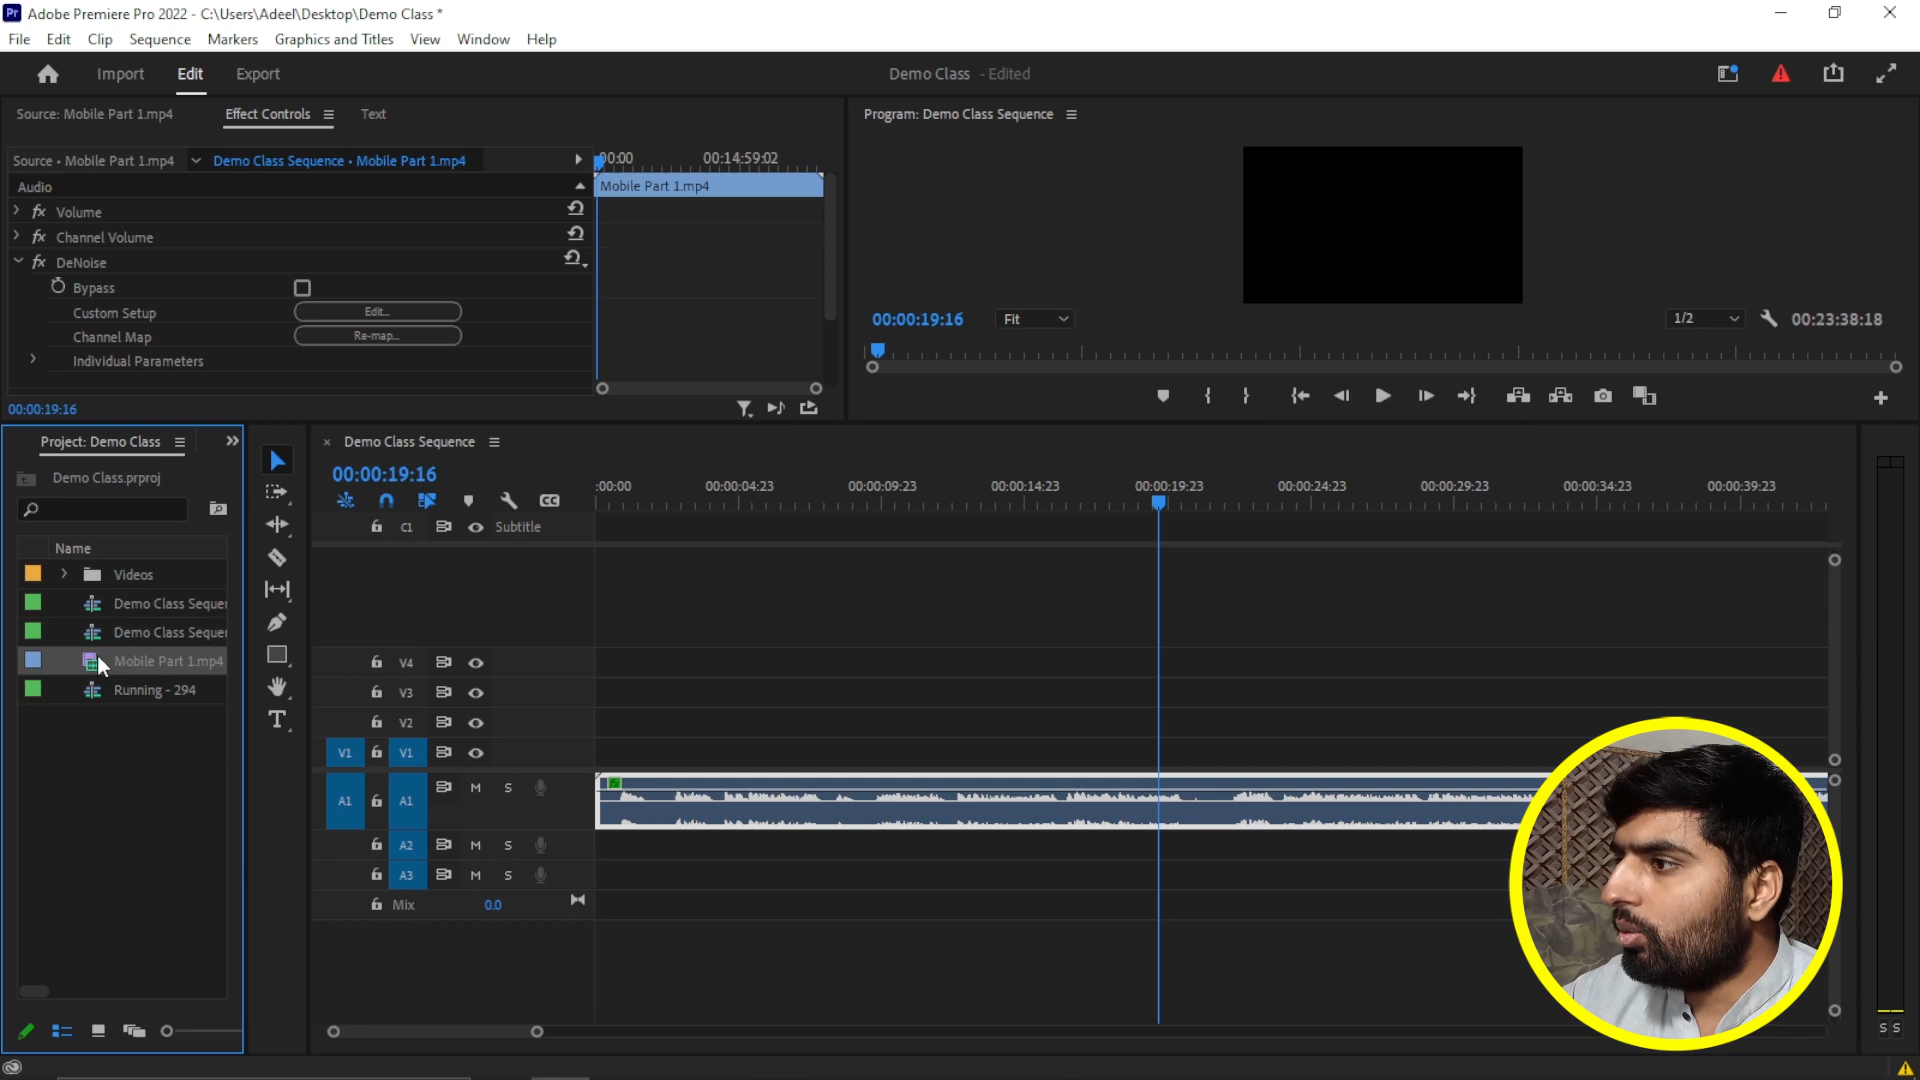 Pr Adobe Premiere Pro 2022 - C:\Users\Adeel\Desktop\Demo Class *
File Edit Clip Sequence Markers Graphics and Titles View Window Help
Import Edit Export Demo Class - Edited
Source: Mobile Part 1.mp4 Effect Controls Text
Program: Demo Class Sequence
Source • Mobile Part 1.mp4 Demo Class Sequence • Mobile Part 1.mp4
00:00 00:14:59:02
Audio
Mobile Part 1.mp4
fx Volume
fx Channel Volume
fx DeNoise
Bypass
Custom Setup Edit...
Channel Map Re-map...
Individual Parameters
00:00:19:16
00:00:19:16 Fit 1/2 00:23:38:18
Project: Demo Class
Demo Class.prproj
Name
Videos
Demo Class Seque
Demo Class Seque
Mobile Part 1.mp4
Running - 294
Demo Class Sequence
00:00:19:16
CC
:00:00 00:00:04:23 00:00:09:23 00:00:14:23 00:00:19:23 00:00:24:23 00:00:29:23 00:00:34:23 00:00:39:23
C1 Subtitle
V4
V3
V2
V1 V1
A1 A1 M S
fx
A2 M S
A3 M S
Mix 0.0
S S